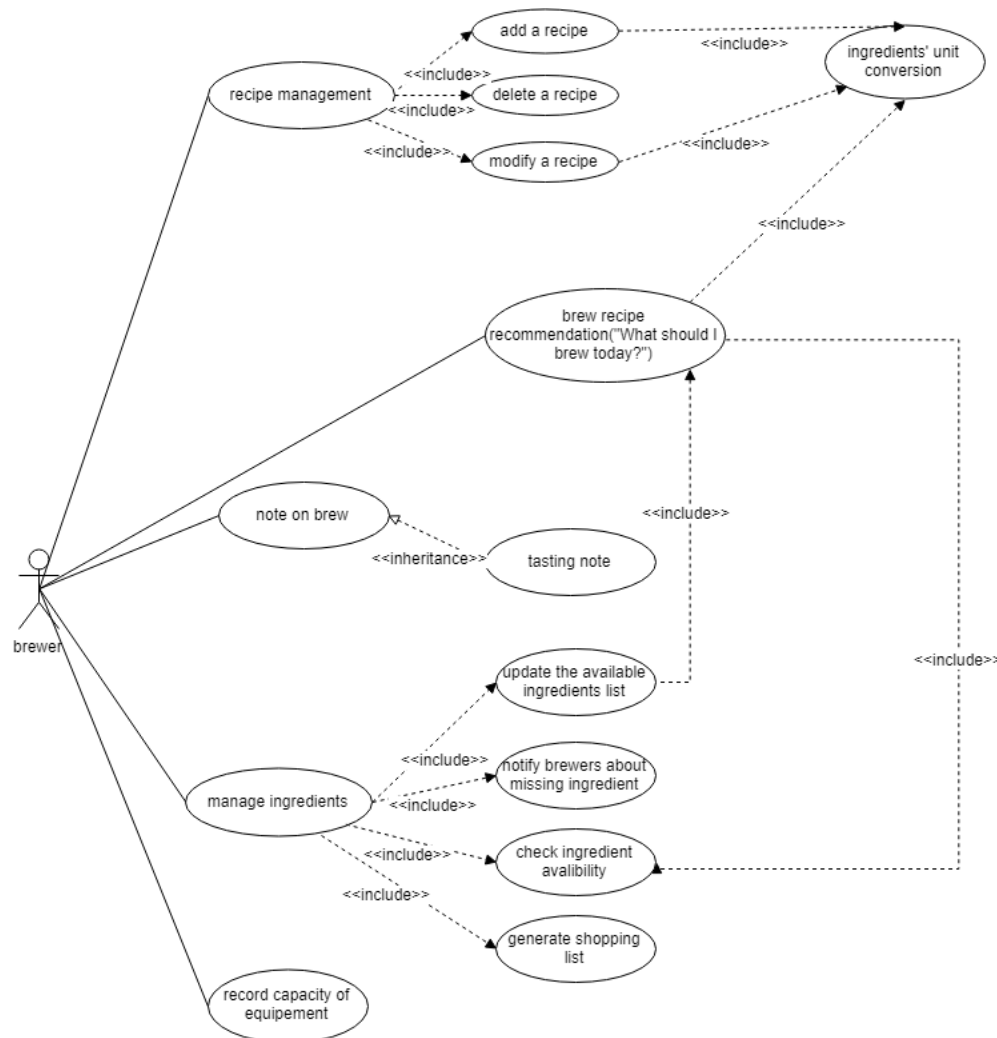 add a recipe
<<include>>
ingredients' unit
conversion
<<include>>
recipe management
delete a recipe
<<include>>
<<include>>
modify a recipe
<<include>>
<<include>>
brew recipe
recommendation("What should I
brew today?")
note on brew
<<include>>
<<inheritance>>
tasting note
brewer
update the available
ingredients list
<<include>>
<<include>>
notify brewers about
missing ingredient
manage ingredients
<<include>>
check ingredient
avalibility
<<include>>
<<include>>
generate shopping
list
record capacity of
equipement